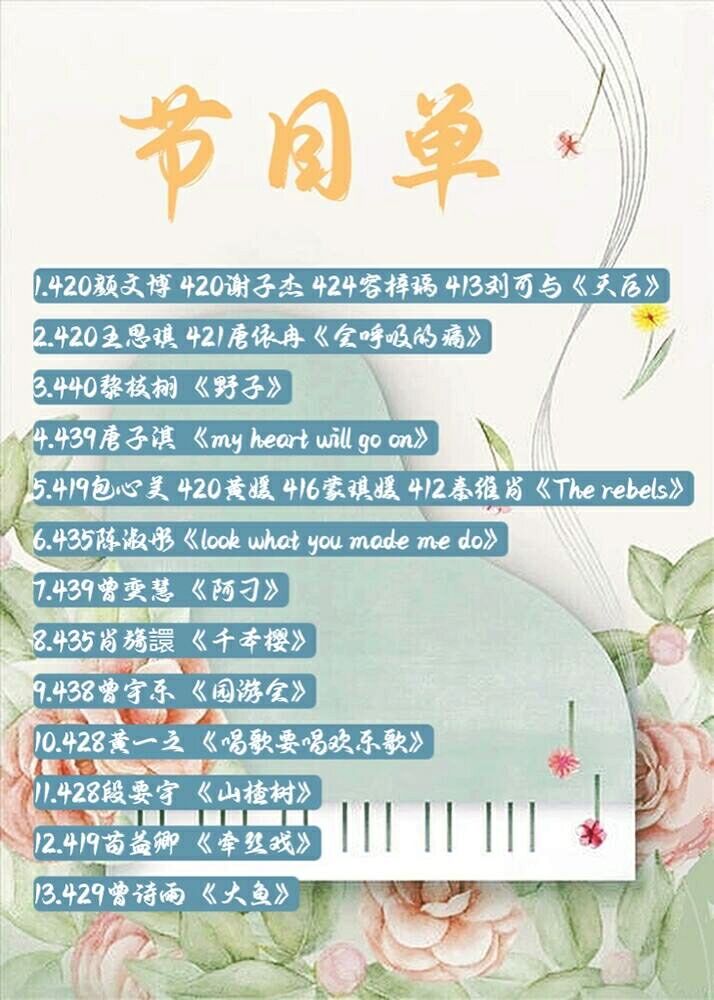 节目单
1.420颜文博 420谢子杰 424容梓瑀 413刘可与《天后》
2.420王思琪 421唐依冉《会呼吸的痛》
3.440黎枝栩 《野子》
4.439唐子淇 《my heart will go on》
5.419包心美 420黄媛 416蒙琪媛 412秦维肖《The rebels》
6.435陈淑彤《look what you made me do》
7.439曾奕慧 《阿刁》
8.435肖旖譞 《千本樱》
9.438曾宇乐 《园游会》
10.428黄一立 《唱歌要唱欢乐歌》
11.428段要宇 《山楂树》
12.419苗益卿 《牵丝戏》
13.429曾诗雨 《大鱼》